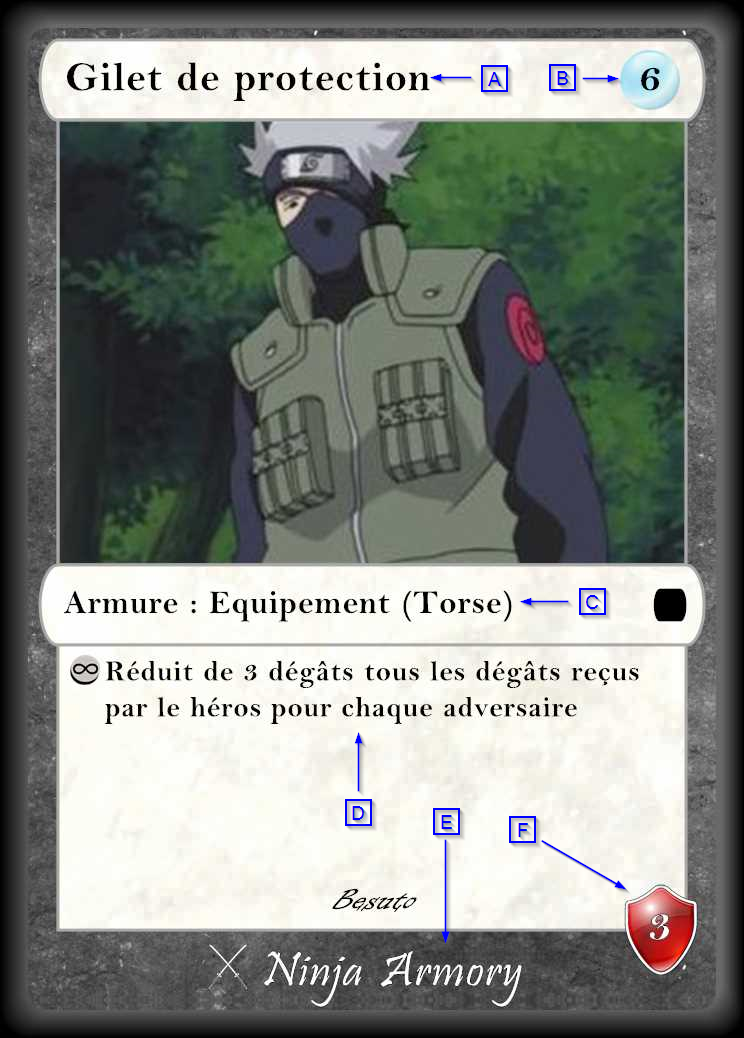 Gilet de protection A B 6
Armure : Equipement (Torse) C
∞ Réduit de 3 dégâts tous les dégâts reçus
par le héros pour chaque adversaire
D E F
Besuto
3
Ninja Armory